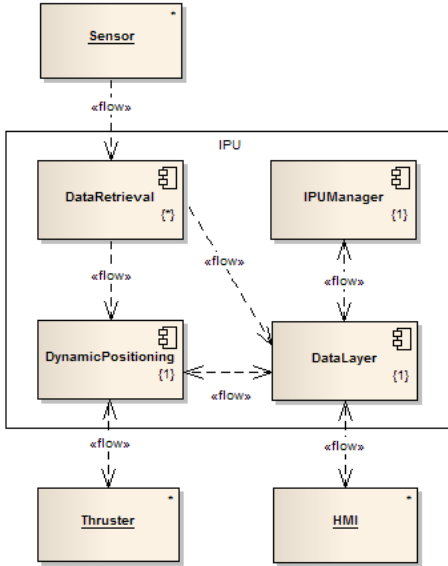 *
Sensor
«flow»
IPU
DataRetrieval
{*}
IPUManager
{1}
«flow»
«flow»
«flow»
DynamicPositioning
{1}
DataLayer
{1}
«flow»
«flow»
«flow»
*
Thruster
*
HMI